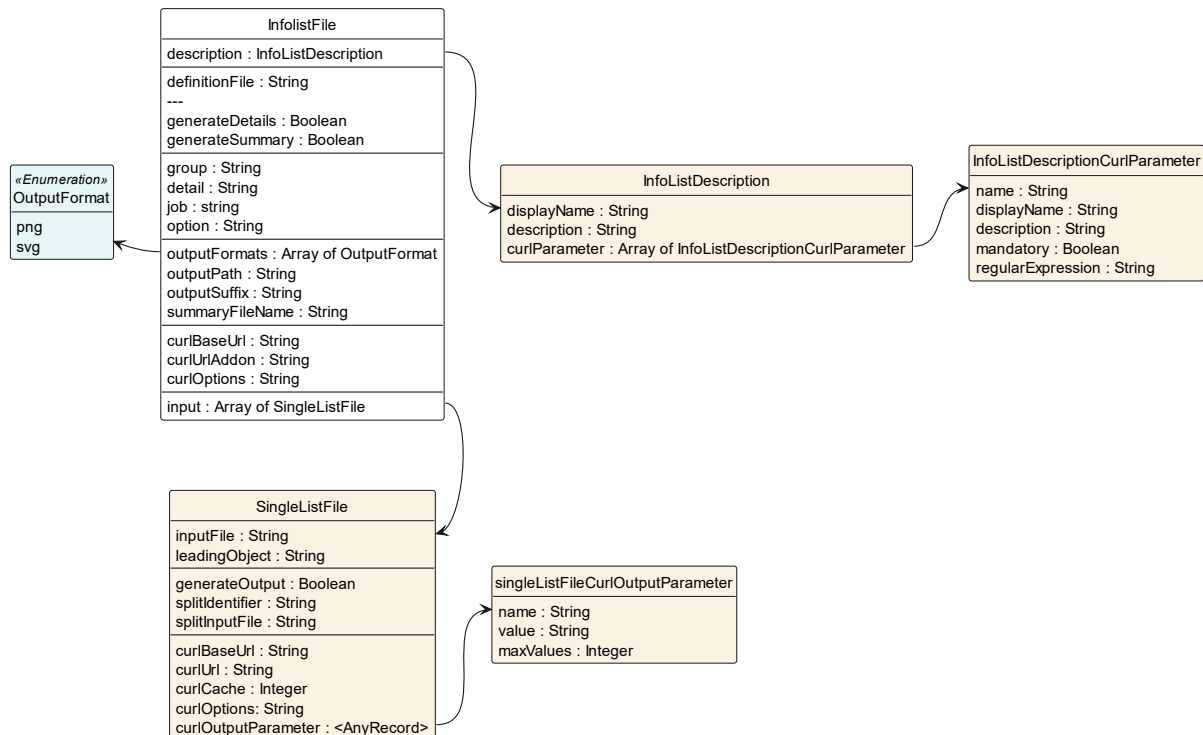 InfolistFile
description : InfoListDescription
definitionFile : String
---
generateDetails : Boolean
generateSummary : Boolean
group : String
detail : String
job : string
option : String
outputFormats : Array of OutputFormat
outputPath : String
outputSuffix : String
summaryFileName : String
curlBaseUrl : String
curlUrlAddon : String
curlOptions : String
input : Array of SingleListFile
«Enumeration»
OutputFormat
png
svg
InfoListDescription
displayName : String
description : String
curlParameter : Array of InfoListDescriptionCurlParameter
InfoListDescriptionCurlParameter
name : String
displayName : String
description : String
mandatory : Boolean
regularExpression : String
SingleListFile
inputFile : String
leadingObject : String
generateOutput : Boolean
splitIdentifier : String
splitInputFile : String
curlBaseUrl : String
curlUrl : String
curlCache : Integer
curlOptions: String
curlOutputParameter : <AnyRecord>
singleListFileCurlOutputParameter
name : String
value : String
maxValues : Integer